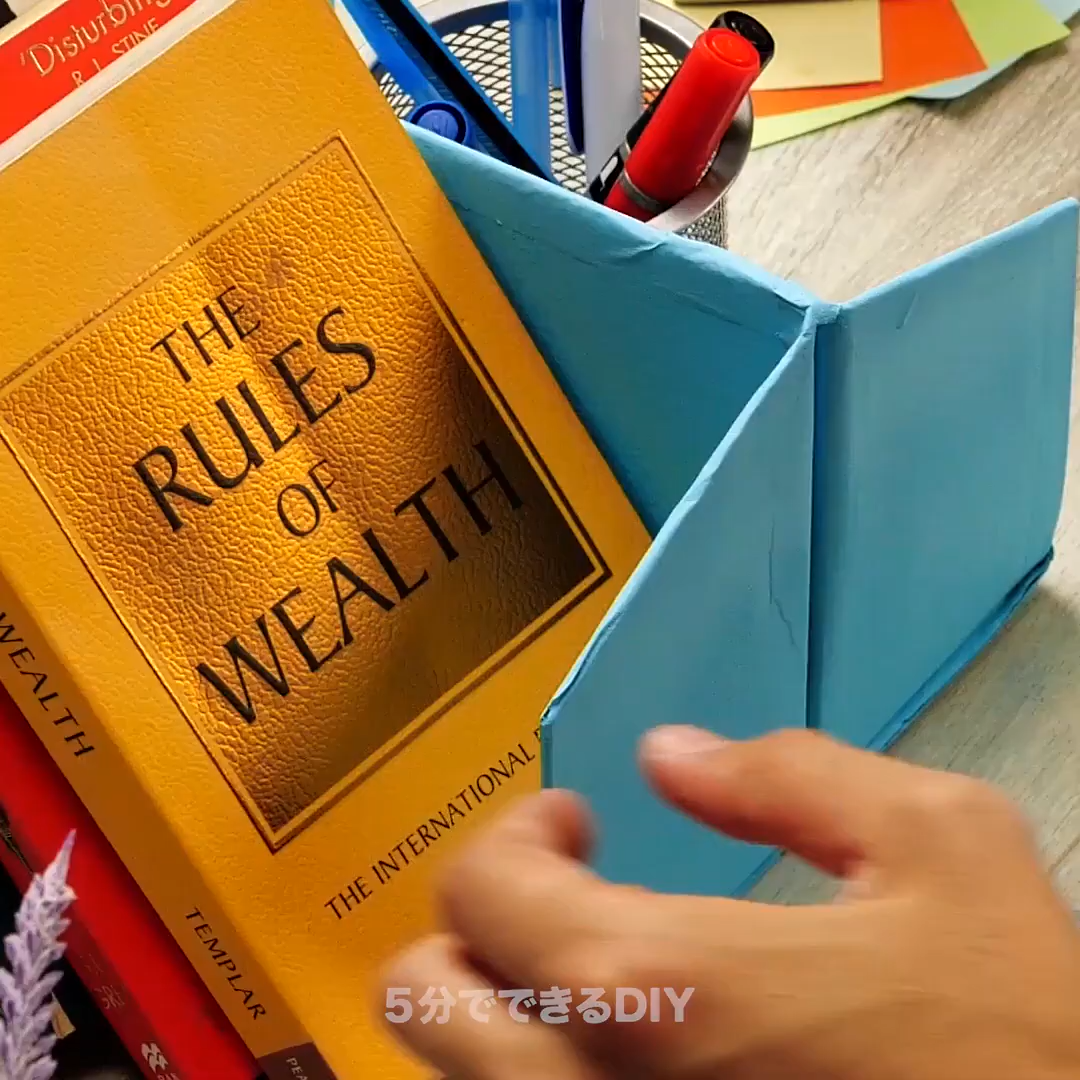 'Disturbing
R.L. STINE
THE
RULES
OF
WEALTH
THE INTERNATIONAL
WEALTH
TEMPLAR
5分でできるDIY